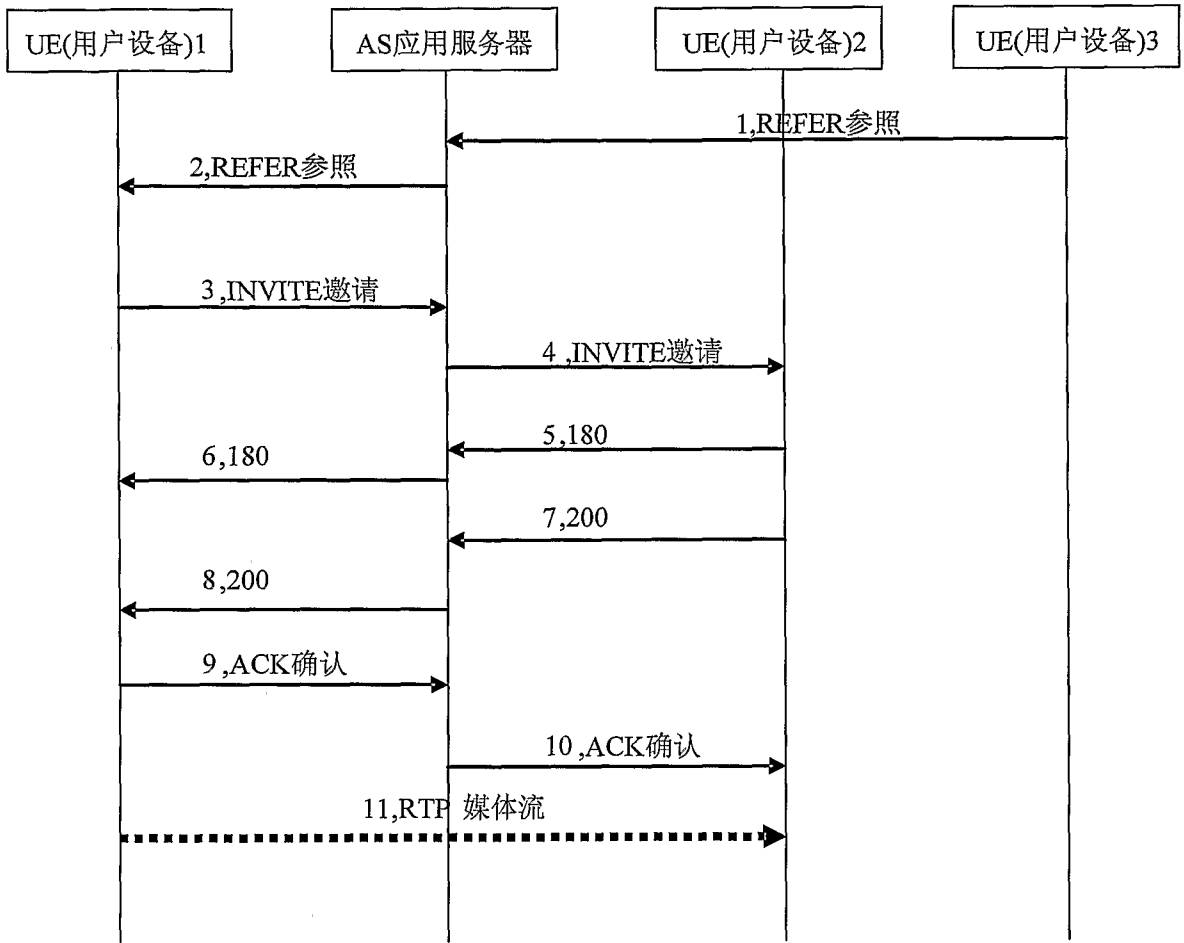 UE(用户设备)1
AS应用服务器
UE(用户设备)2
UE(用户设备)3
1,REFER参照
2,REFER参照
3,INVITE邀请
4,INVITE邀请
5,180
6,180
7,200
8,200
9,ACK确认
10,ACK确认
11,RTP 媒体流